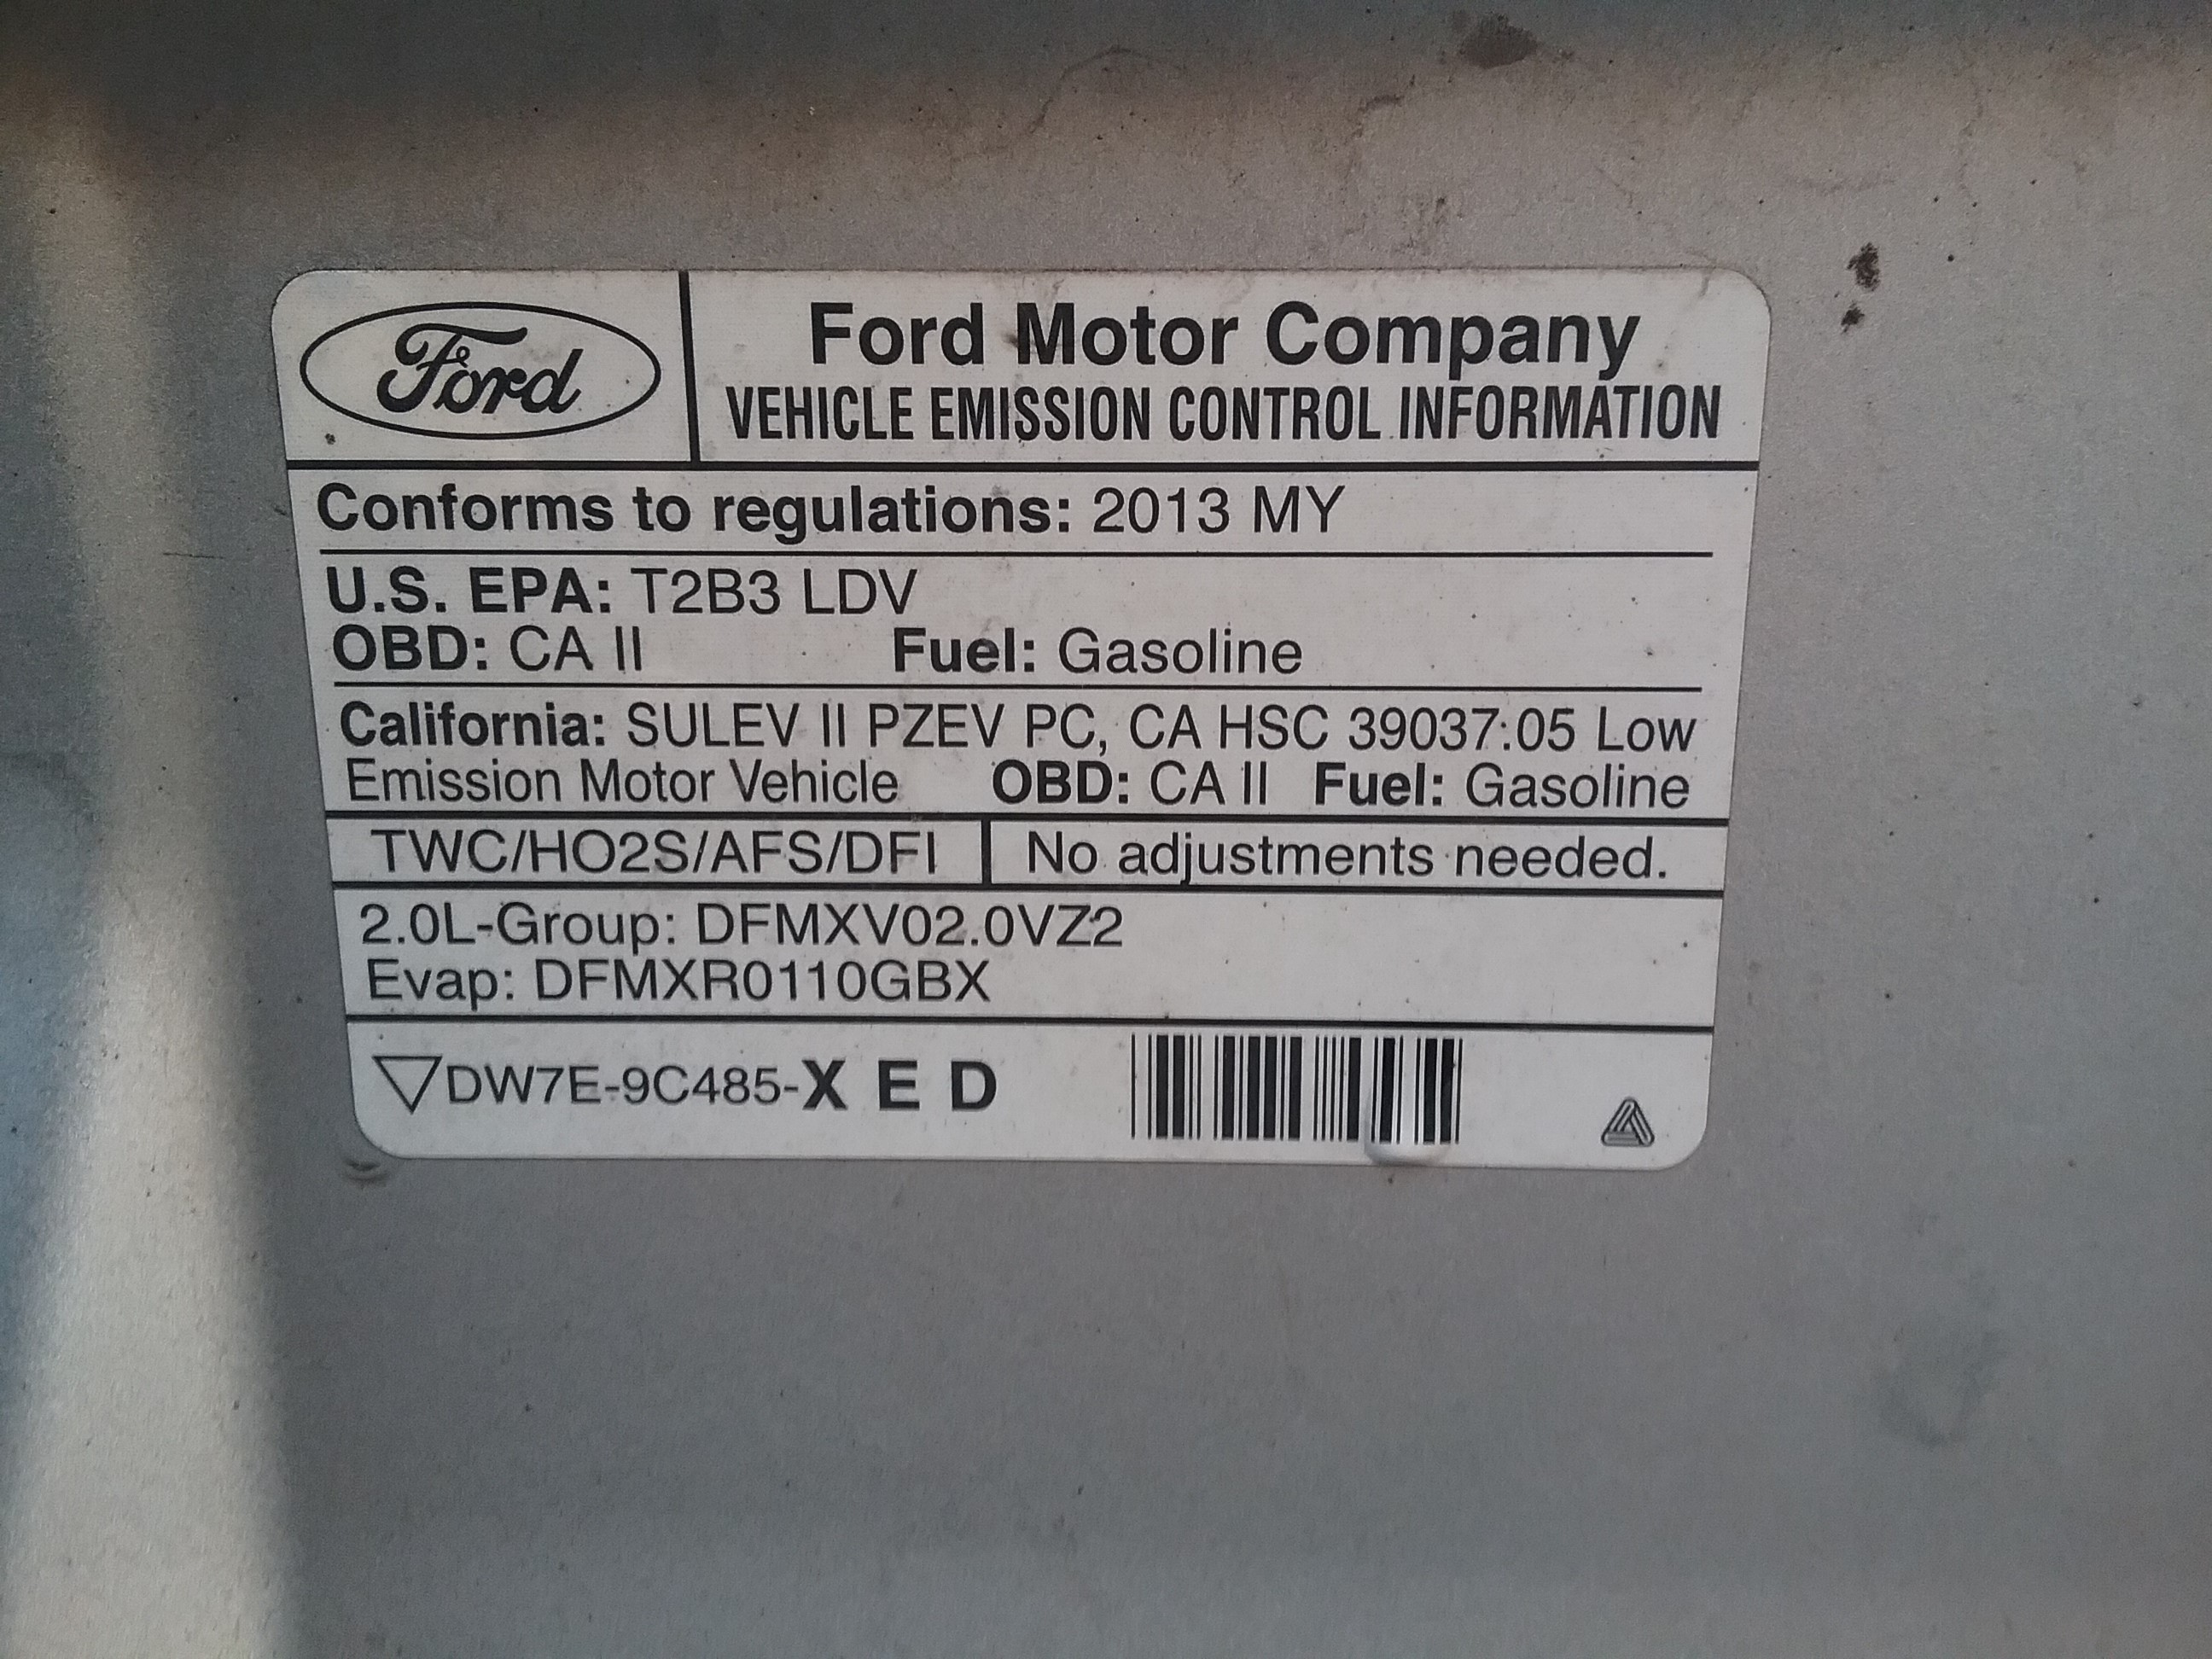 Ford
Ford Motor Company
VEHICLE EMISSION CONTROL INFORMATION
Conforms to regulations: 2013 MY
U.S. EPA: T2B3 LDV
OBD: CA II Fuel: Gasoline
California: SULEV II PZEV PC, CA HSC 39037.05 Low
Emission Motor Vehicle OBD: CA II Fuel: Gasoline
TWC/HO2S/AFS/DFI No adjustments needed.
2.0L-Group: DFMXV02.0VZ2
Evap: DFMXR0110GBX
DW7E-9C485-X E D